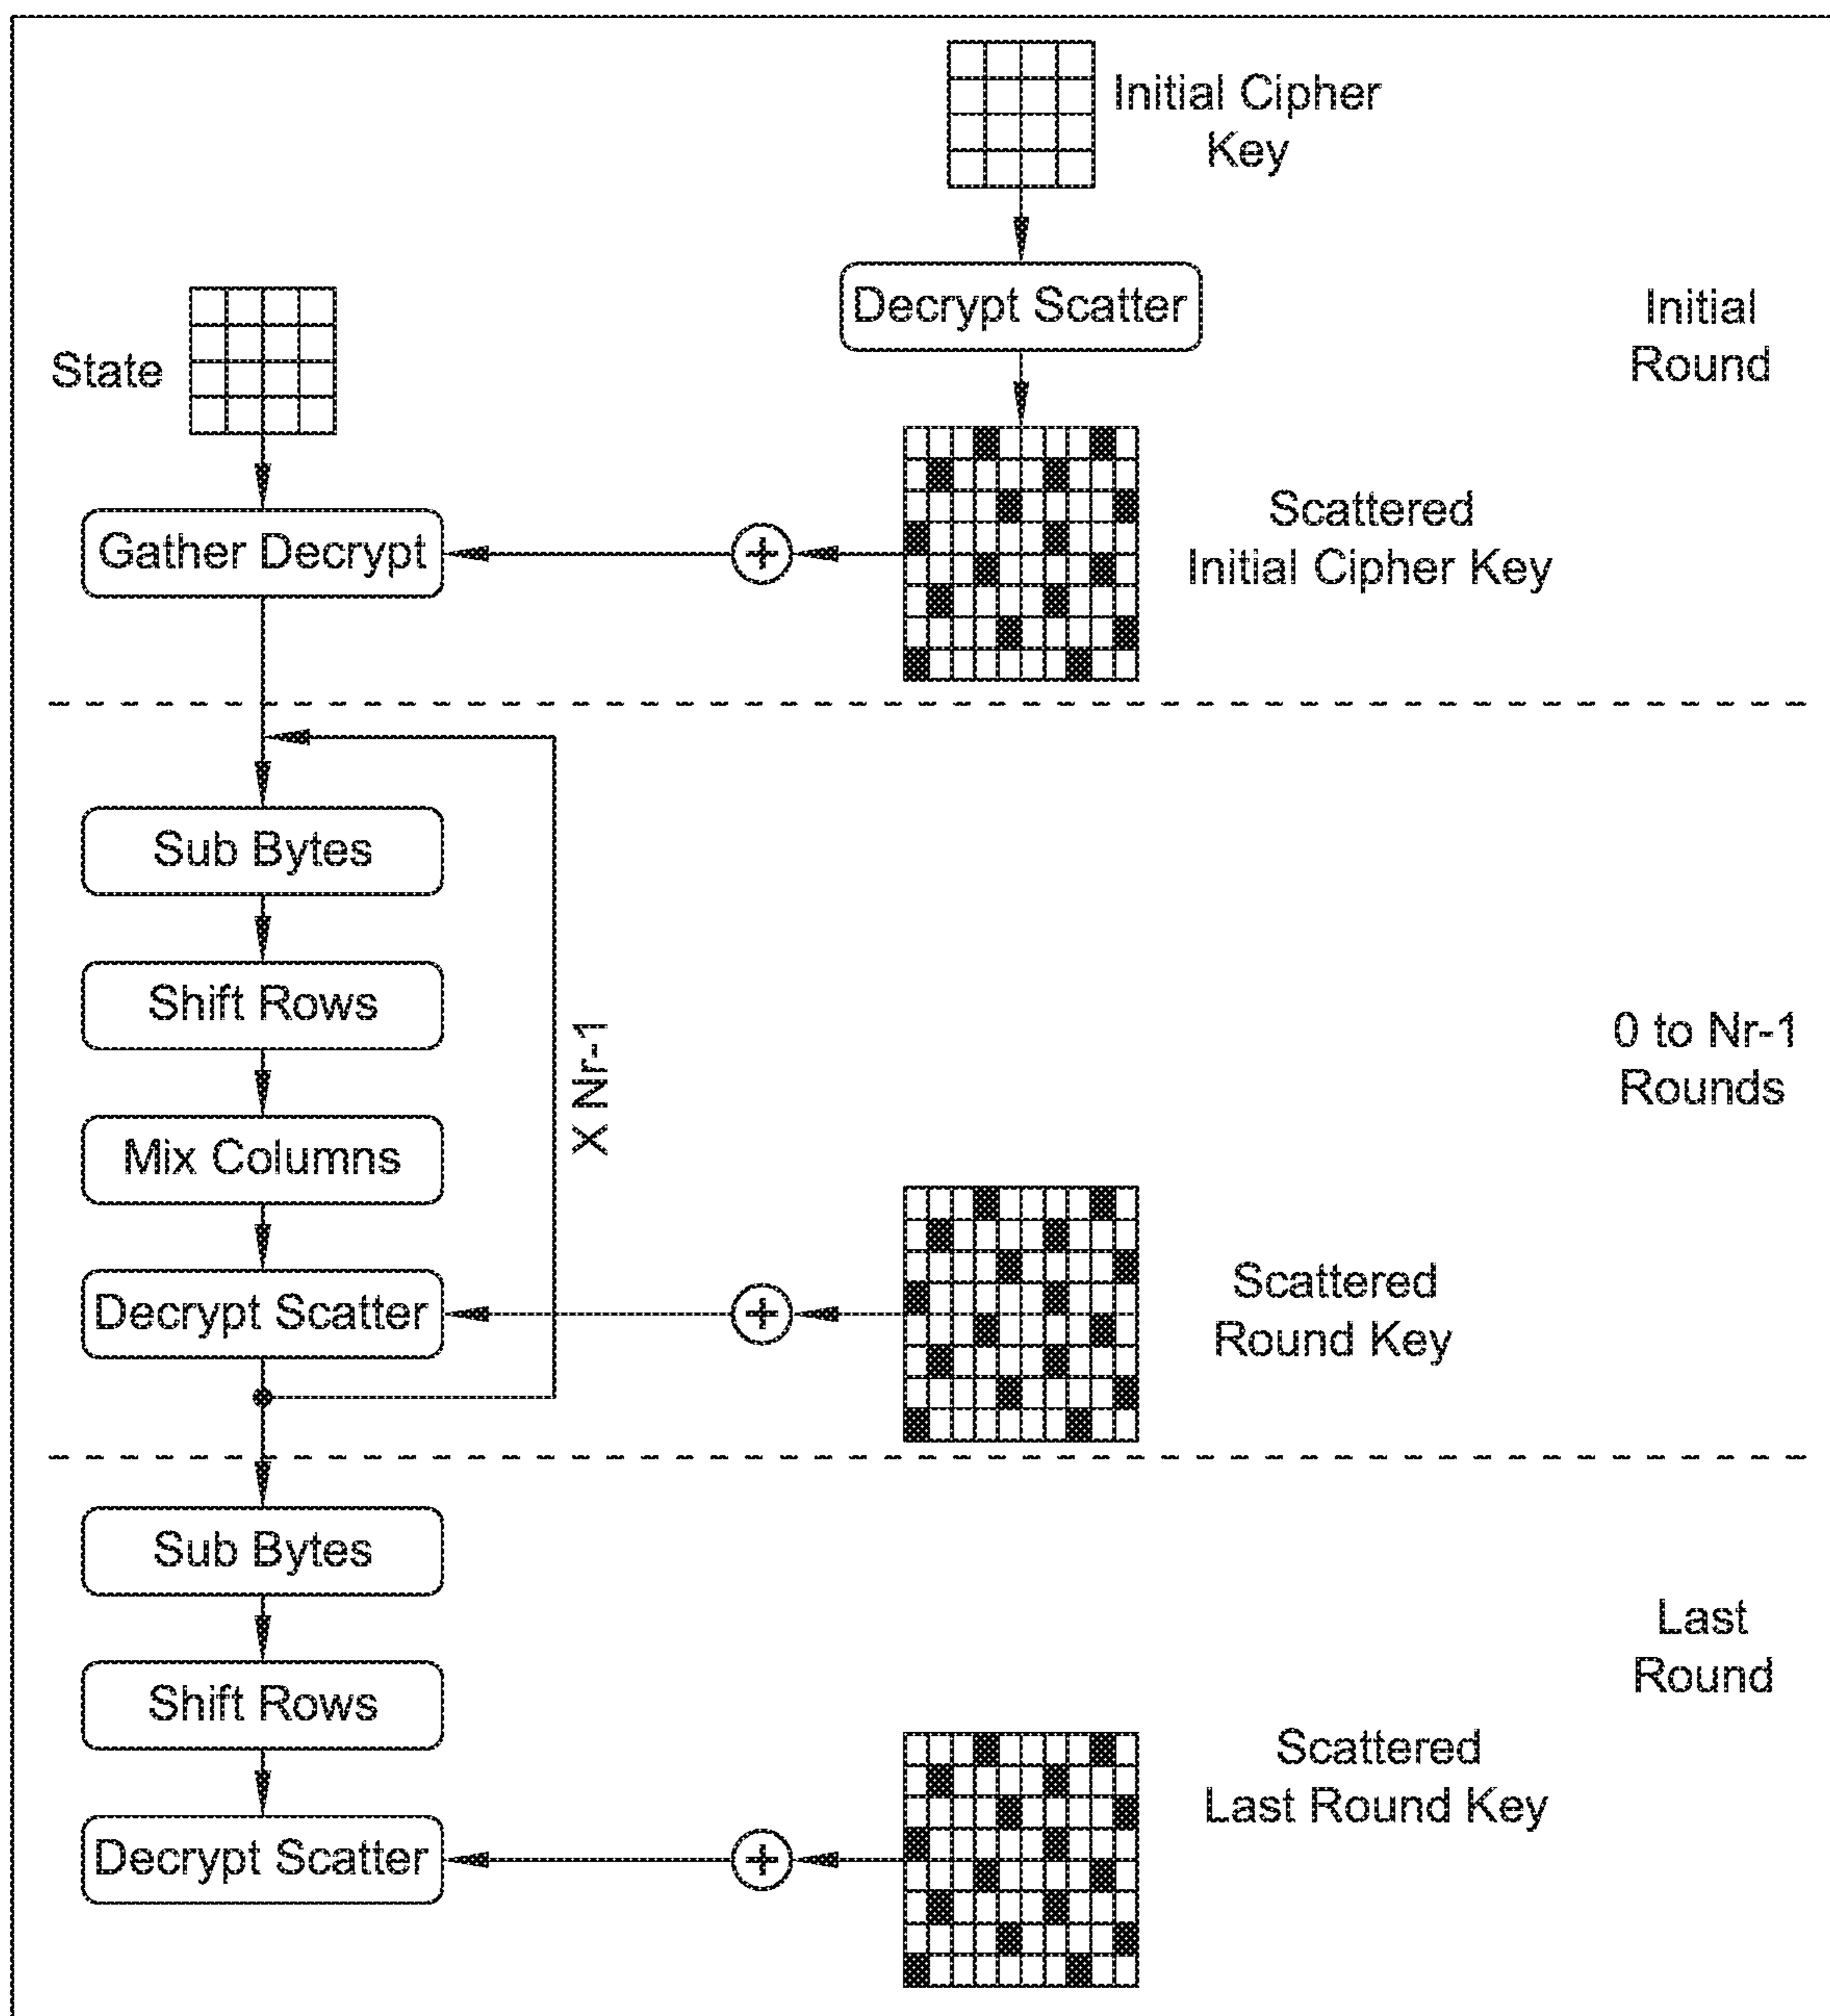 Initial Cipher
Key
Decrypt Scatter
Initial
Round
State
Scattered
Initial Cipher Key
Gather Decrypt
+
Sub Bytes
Shift Rows
X Nr-1
0 to Nr-1
Rounds
Mix Columns
Scattered
Round Key
Decrypt Scatter
+
Sub Bytes
Last
Round
Shift Rows
Scattered
Last Round Key
Decrypt Scatter
+